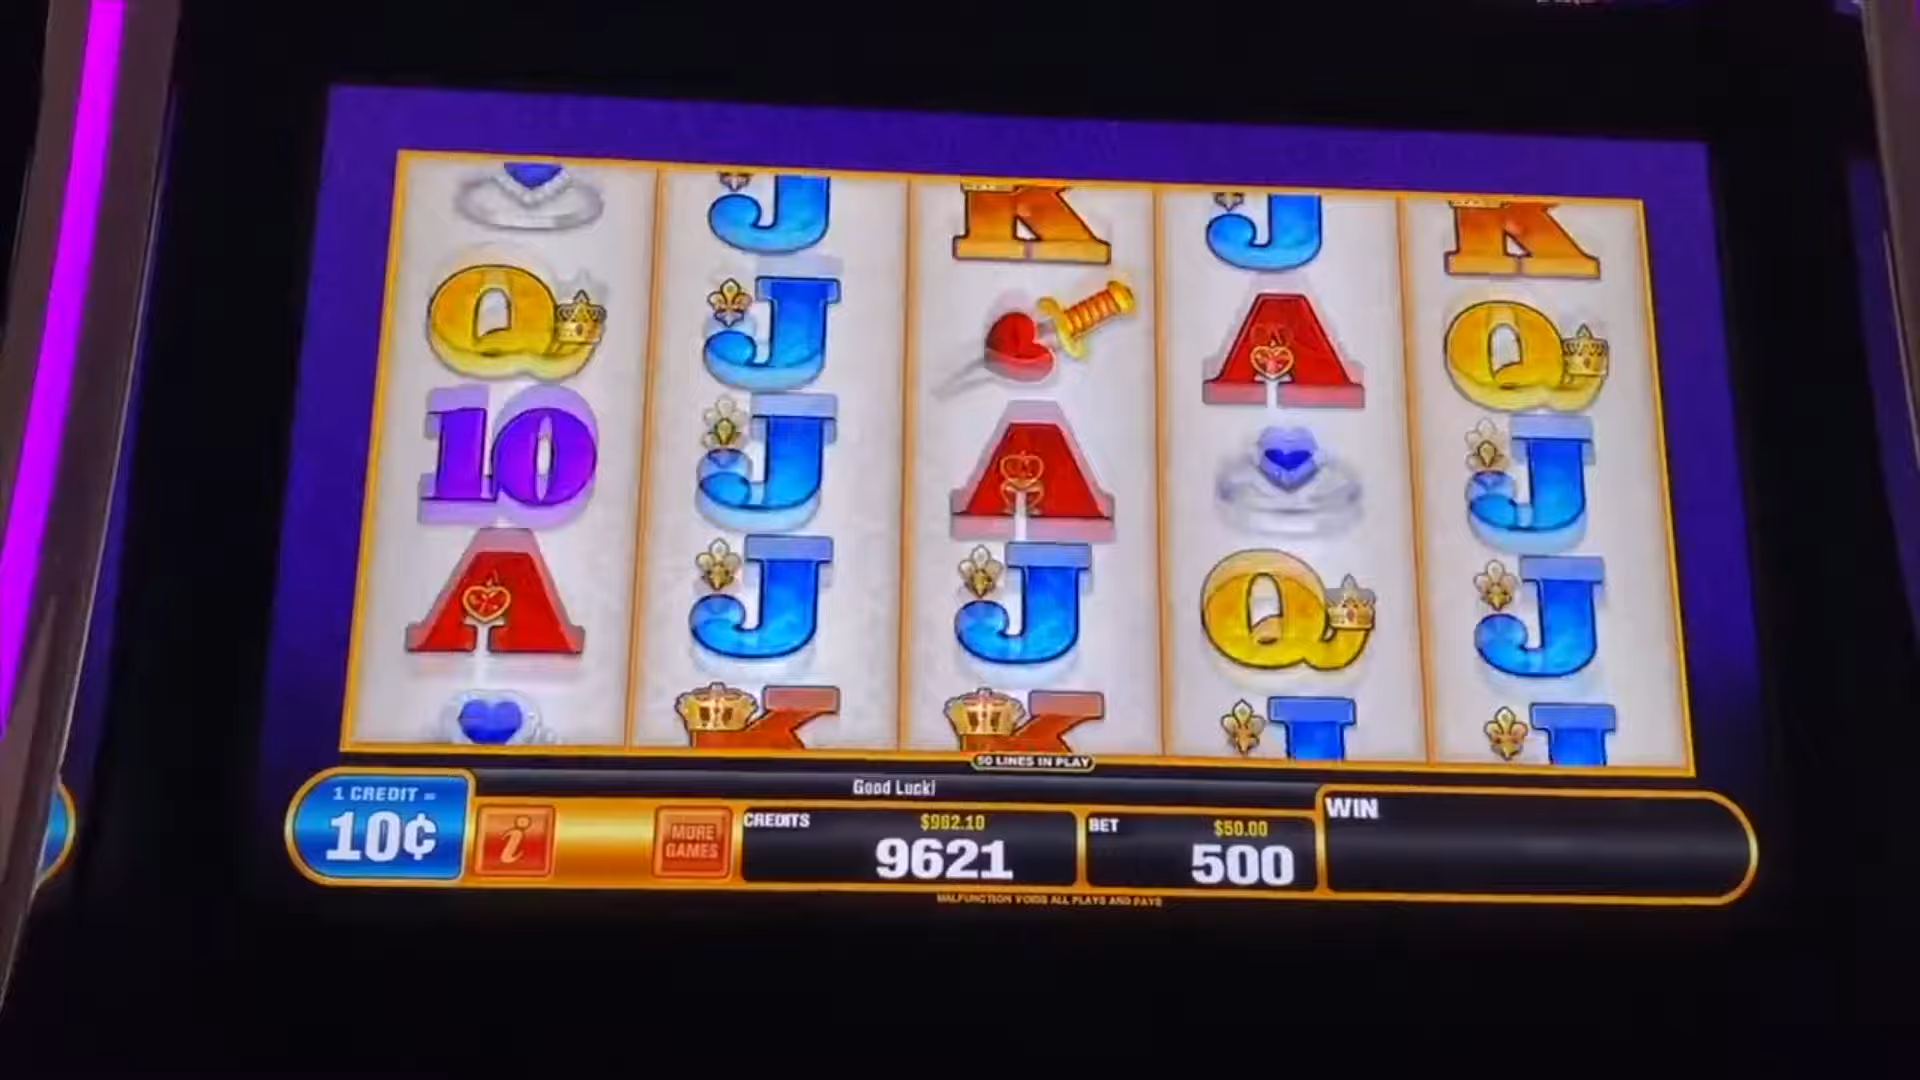 J K J K
Q J A Q
10 J A J
A J J Q J
K K J J
50 LINES IN PLAY
Good Luck!
1 CREDIT =
10¢
i
MORE
GAMES
CREDITS
$962.10
9621
BET
$50.00
500
WIN
MALFUNCTION VOIDS ALL PLAYS AND PAYS